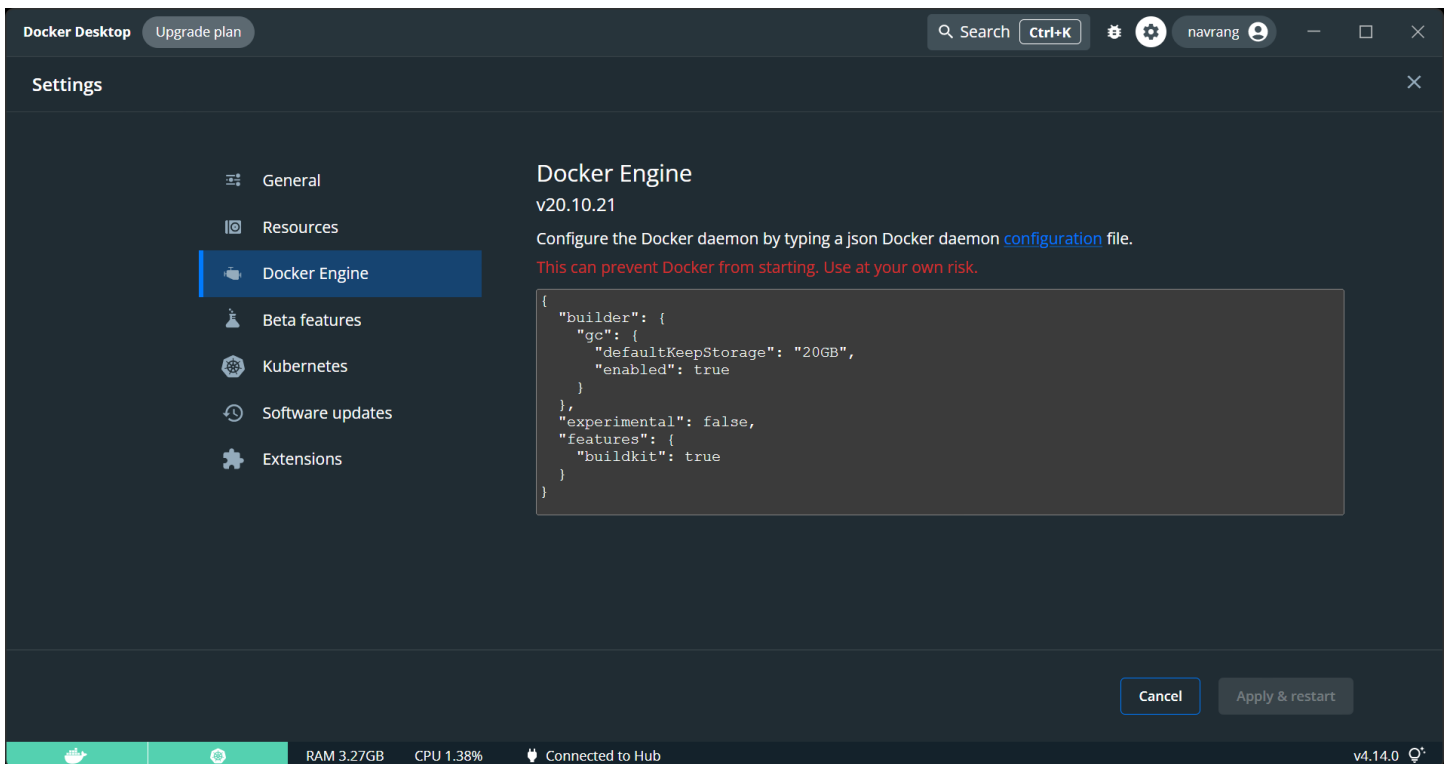 Docker Desktop Upgrade plan Search Ctrl+K navrang
Settings
General
Resources
Docker Engine
Beta features
Kubernetes
Software updates
Extensions
Docker Engine
v20.10.21
Configure the Docker daemon by typing a json Docker daemon configuration file.
This can prevent Docker from starting. Use at your own risk.
{
  "builder": {
    "gc": {
      "defaultKeepStorage": "20GB",
      "enabled": true
    }
  },
  "experimental": false,
  "features": {
    "buildkit": true
  }
}
Cancel Apply & restart
RAM 3.27GB CPU 1.38% Connected to Hub v4.14.0